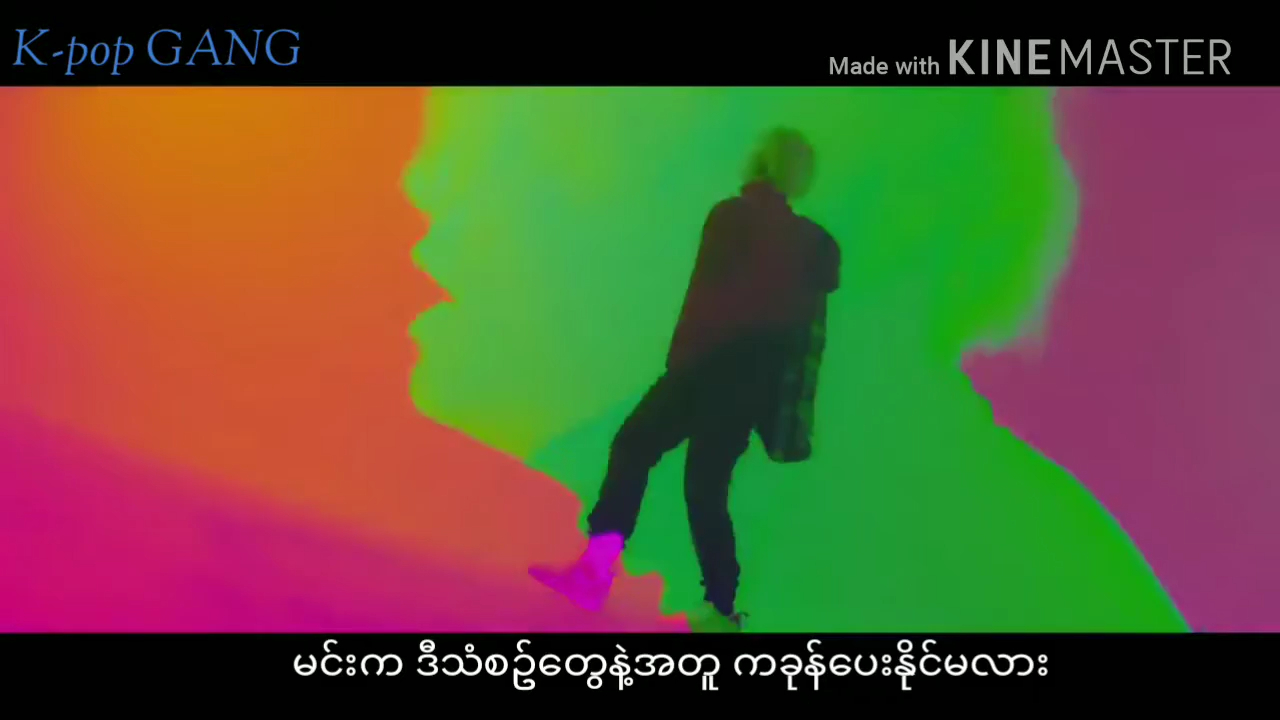 K-pop GANG
Made with KINEMASTER
မင်းက ဒီသံစဥ်တွေနဲ့အတူ ကခုန်ပေးနိုင်မလား